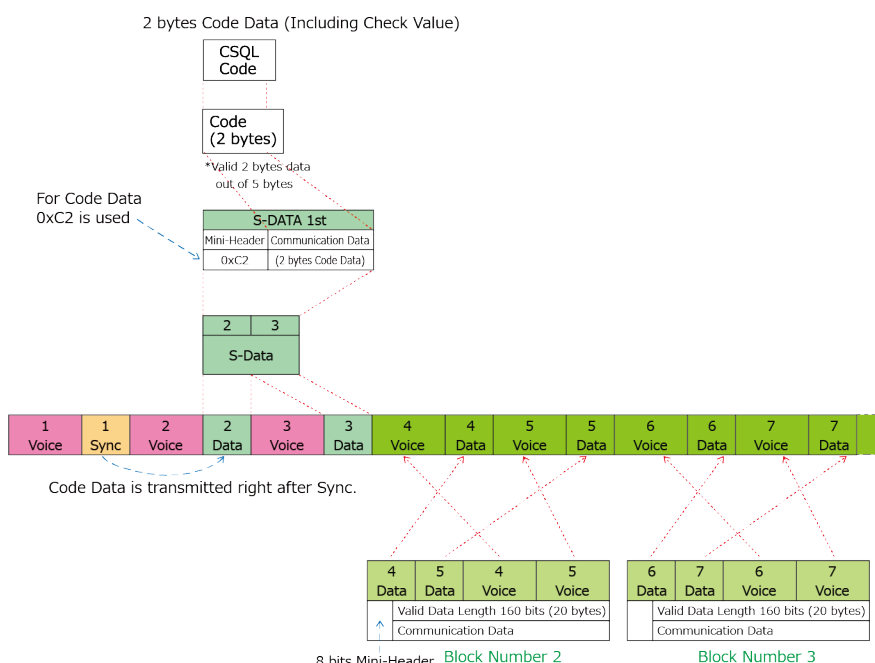 2 bytes Code Data (Including Check Value)
CSQL
Code
Code
(2 bytes)
*Valid 2 bytes data
out of 5 bytes
For Code Data
0xC2 is used
S-DATA 1st
Mini-Header Communication Data
0xC2 (2 bytes Code Data)
2 3
S-Data
1 1 2 2 3 3 4 4 5 5 6 6 7 7
Voice Sync Voice Data Voice Data Voice Data Voice Data Voice Data Voice Data
Code Data is transmitted right after Sync.
4 5 4 5 6 7 6 7
Data Data Voice Voice Data Data Voice Voice
Valid Data Length 160 bits (20 bytes) Valid Data Length 160 bits (20 bytes)
Communication Data Communication Data
8 bits Mini-Header Block Number 2 Block Number 3